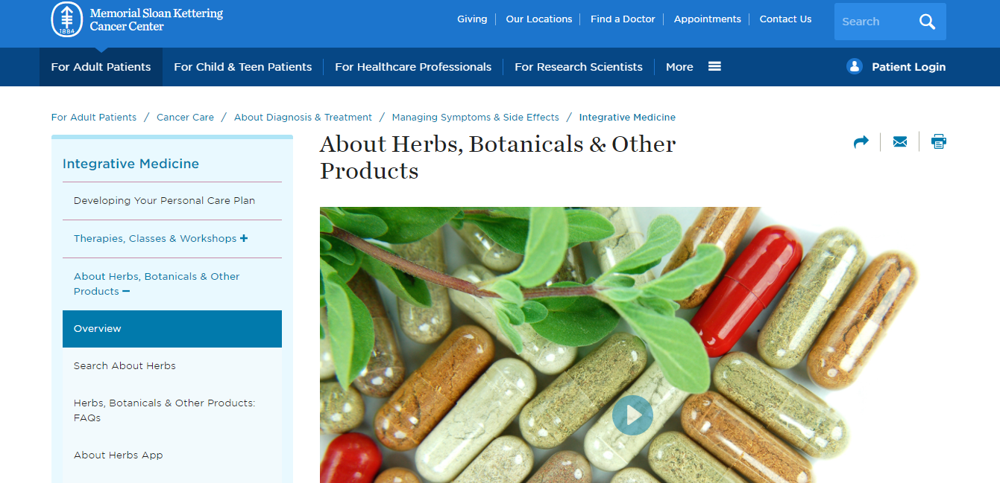 Memorial Sloan Kettering
Cancer Center
1884
Giving
Our Locations
Find a Doctor
Appointments
Contact Us
Search
For Adult Patients
For Child & Teen Patients
For Healthcare Professionals
For Research Scientists
More
Patient Login
For Adult Patients / Cancer Care / About Diagnosis & Treatment / Managing Symptoms & Side Effects / Integrative Medicine
Integrative Medicine
Developing Your Personal Care Plan
Therapies, Classes & Workshops +
About Herbs, Botanicals & Other
Products −
Overview
Search About Herbs
Herbs, Botanicals & Other Products:
FAQs
About Herbs App
About Herbs, Botanicals & Other
Products